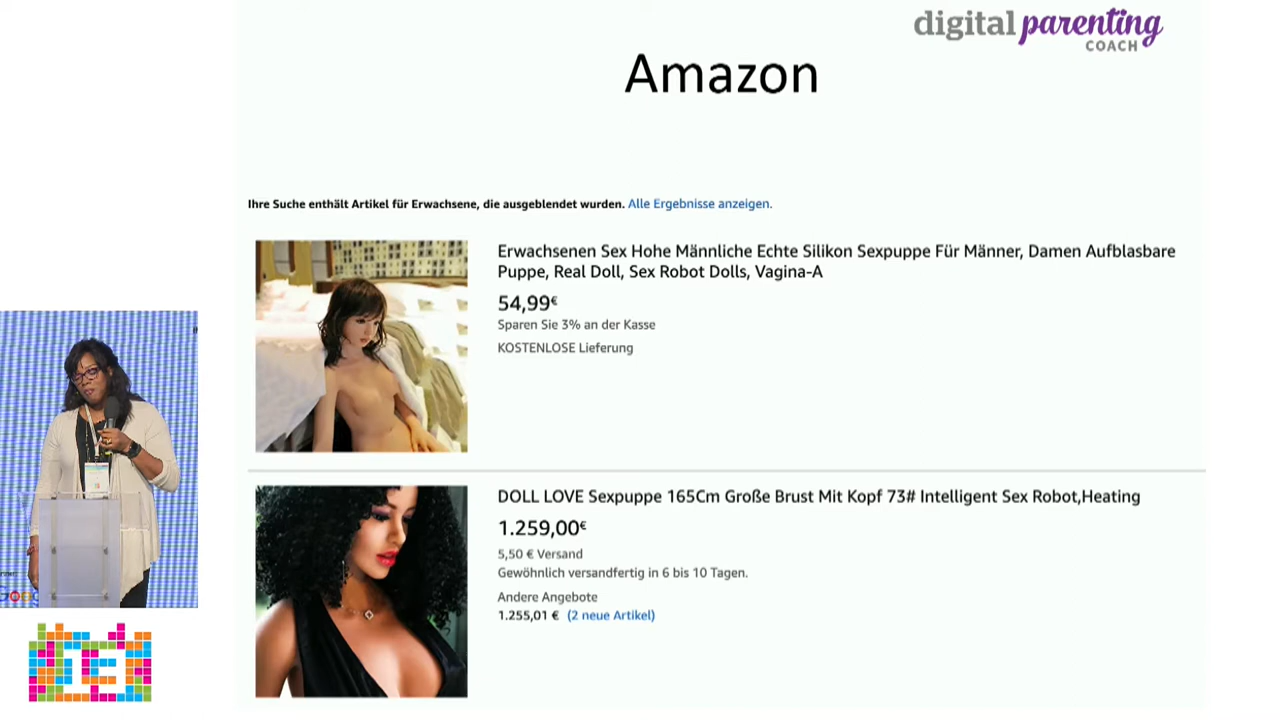 digital parenting
COACH
Amazon
Ihre Suche enthält Artikel für Erwachsene, die ausgeblendet wurden. Alle Ergebnisse anzeigen.
Erwachsenen Sex Hohe Männliche Echte Silikon Sexpuppe Für Männer, Damen Aufblasbare
Puppe, Real Doll, Sex Robot Dolls, Vagina-A
54,99€
Sparen Sie 3% an der Kasse
KOSTENLOSE Lieferung
DOLL LOVE Sexpuppe 165Cm Große Brust Mit Kopf 73# Intelligent Sex Robot,Heating
1.259,00€
5,50 € Versand
Gewöhnlich versandfertig in 6 bis 10 Tagen.
Andere Angebote
1.255,01 € (2 neue Artikel)